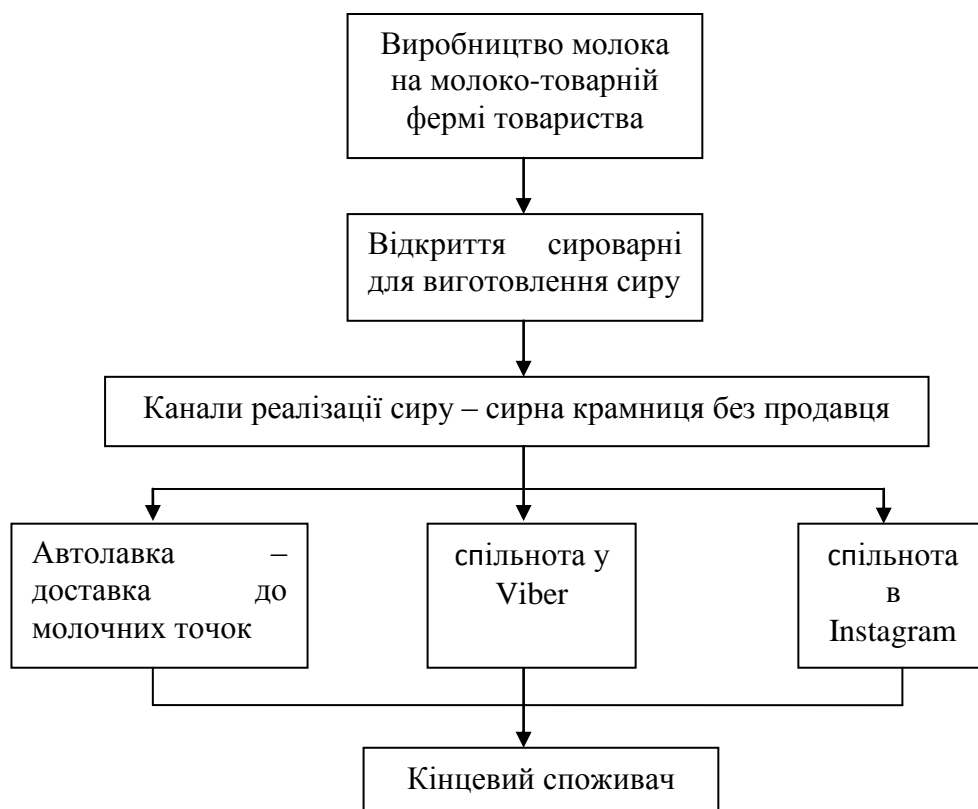 Виробництво молока
на молоко-товарній
фермі товариства
Відкриття сироварні
для виготовлення сиру
Канали реалізації сиру – сирна крамниця без продавця
Автолавка –
доставка до
молочних точок
спільнота у
Viber
спільнота
в
Instagram
Кінцевий споживач